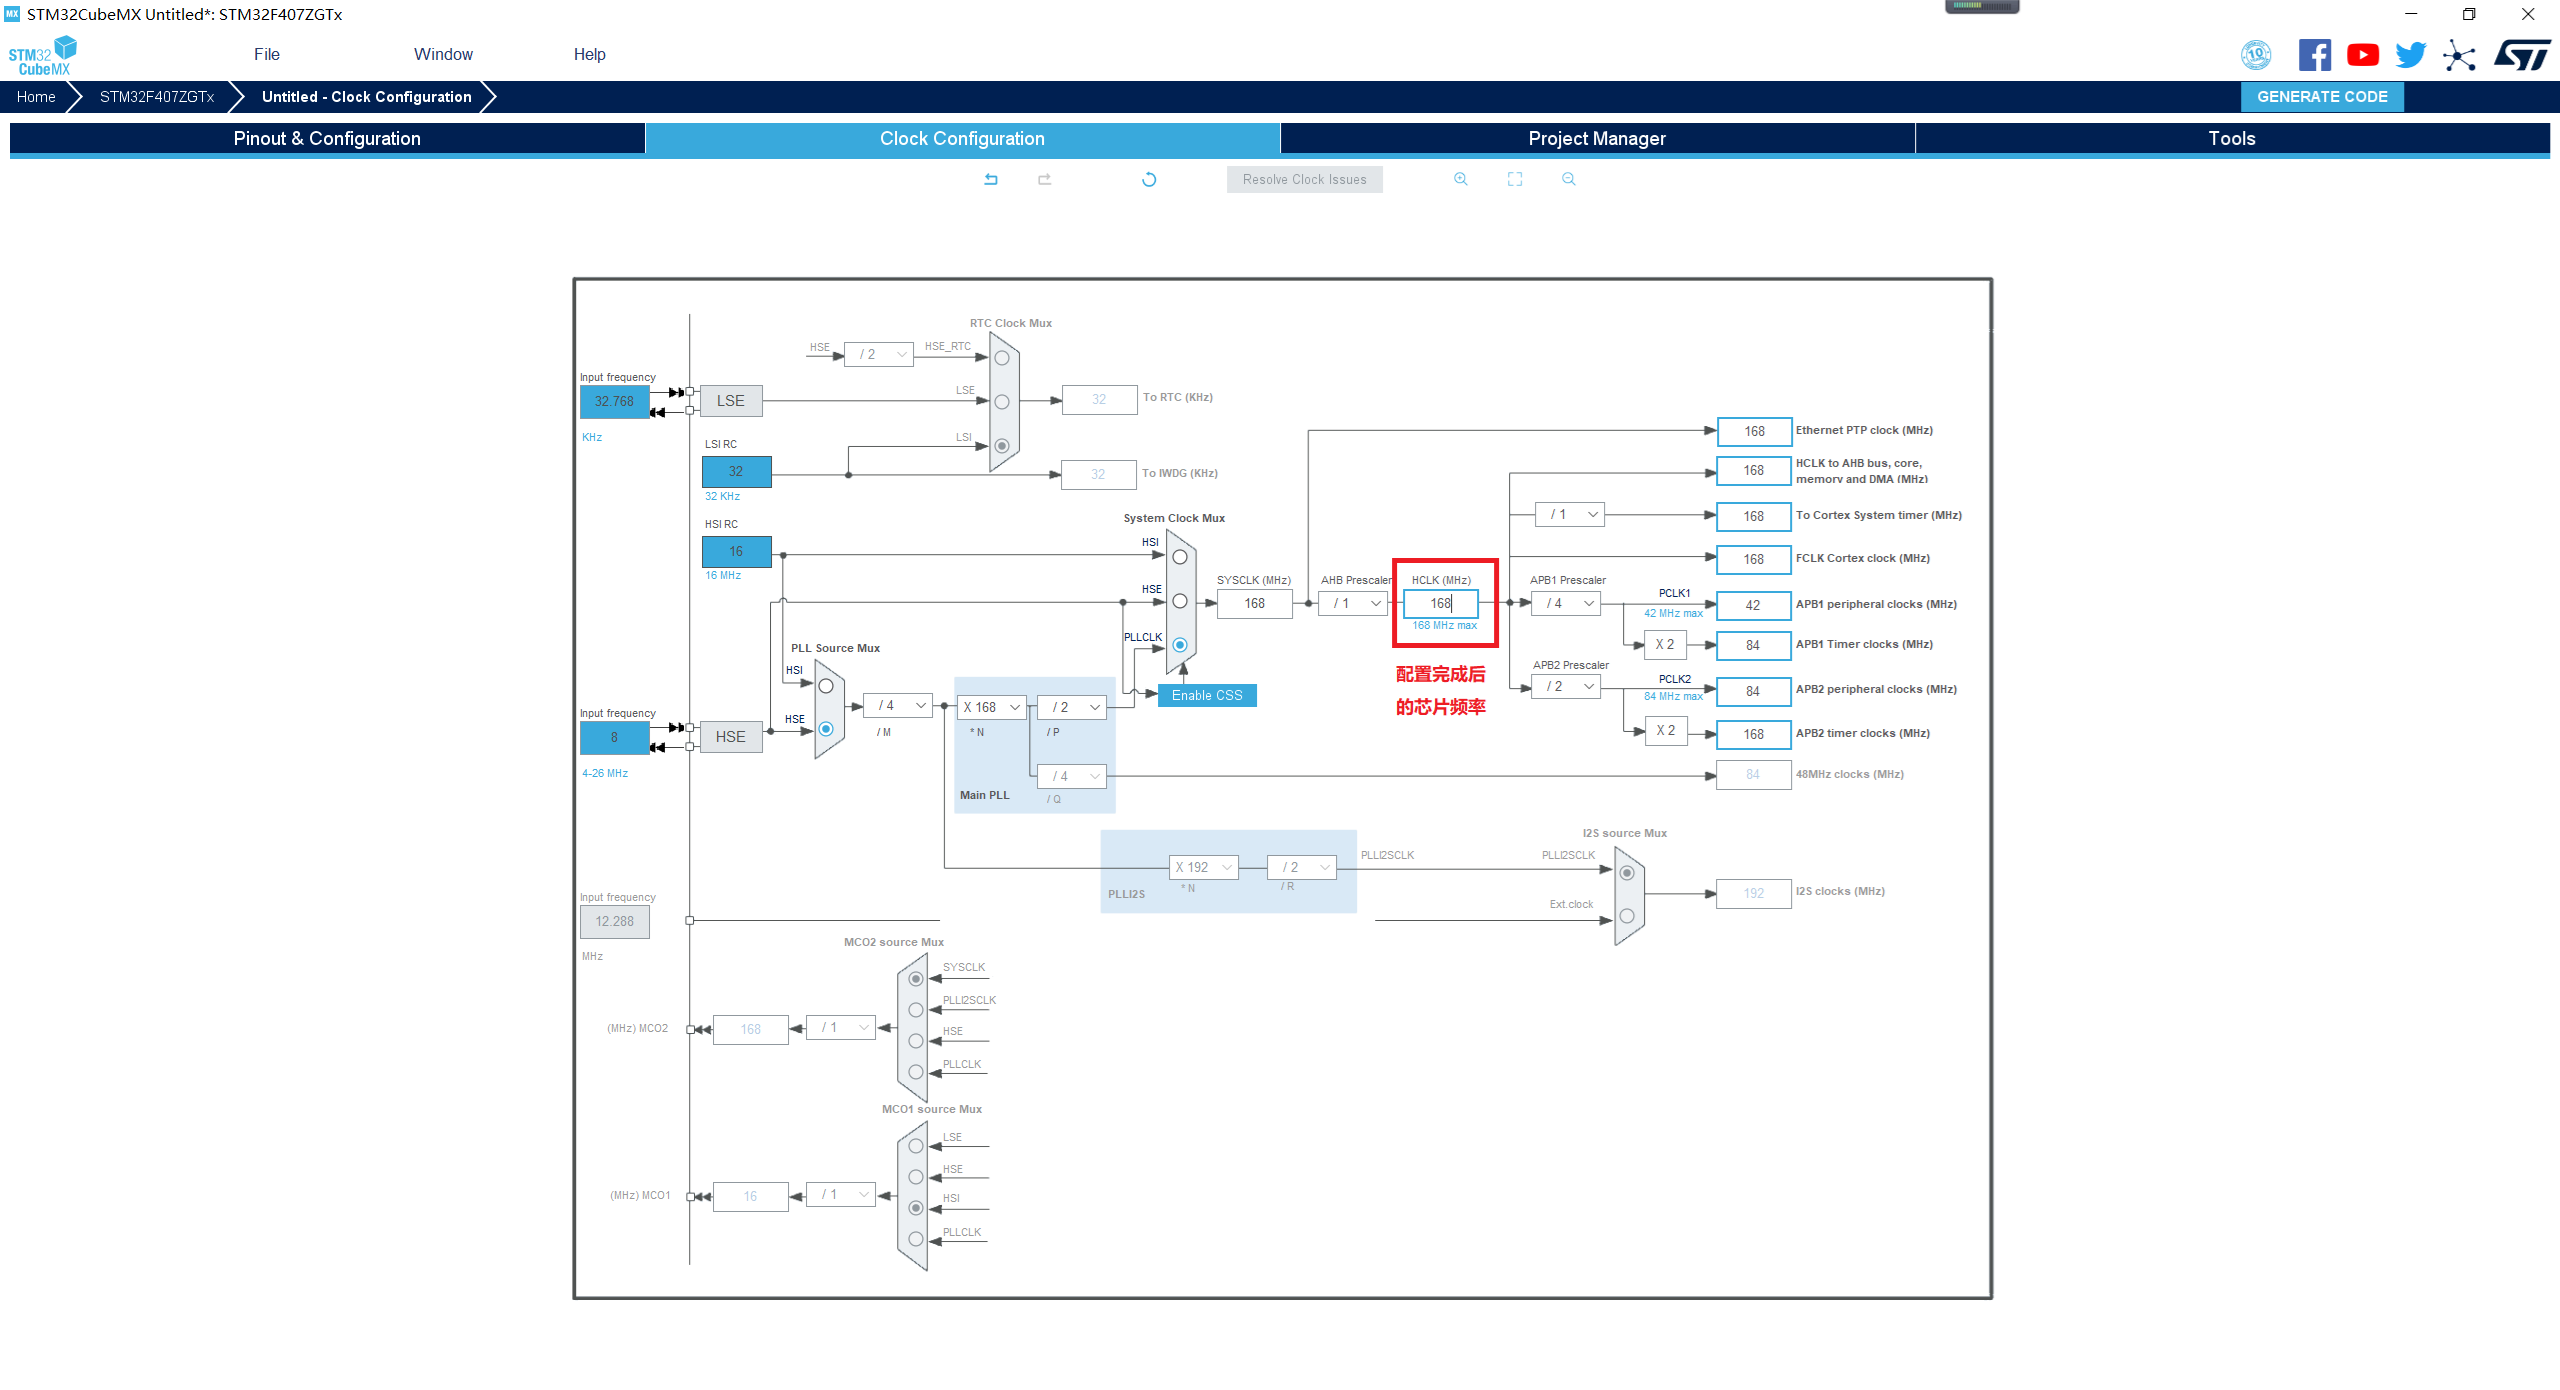 MX STM32CubeMX Untitled*: STM32F407ZGTx
STM32
CubeMX
File Window Help
10
Home STM32F407ZGTx Untitled - Clock Configuration GENERATE CODE
Pinout & Configuration Clock Configuration Project Manager Tools
Resolve Clock Issues
RTC Clock Mux
HSE / 2 HSE_RTC
Input frequency
32.768
KHz
LSE
LSE
32 To RTC (KHz)
LSI RC
LSI
32
32 KHz
32 To IWDG (KHz)
168 Ethernet PTP clock (MHz)
168 HCLK to AHB bus, core,
memory and DMA (MHz)
/ 1 168 To Cortex System timer (MHz)
168 FCLK Cortex clock (MHz)
System Clock Mux
HSI RC
16
16 MHz
HSI
HSE
PLLCLK
SYSCLK (MHz)
168
AHB Prescaler
/ 1
HCLK (MHz)
168
168 MHz max
配置完成后
的芯片频率
APB1 Prescaler
/ 4
PCLK1
42 MHz max
42 APB1 peripheral clocks (MHz)
X 2 84 APB1 Timer clocks (MHz)
APB2 Prescaler
/ 2
PCLK2
84 MHz max
84 APB2 peripheral clocks (MHz)
X 2 168 APB2 timer clocks (MHz)
84 48MHz clocks (MHz)
Enable CSS
PLL Source Mux
HSI
HSE
Input frequency
8
4-26 MHz
HSE
/ 4
/ M
X 168
* N
/ 2
/ P
/ 4
/ Q
Main PLL
X 192
* N
/ 2
/ R
PLLI2S
PLLI2SCLK
I2S source Mux
PLLI2SCLK
Ext.clock
192 I2S clocks (MHz)
Input frequency
12.288
MHz
MCO2 source Mux
SYSCLK
PLLI2SCLK
HSE
PLLCLK
(MHz) MCO2 168 / 1
MCO1 source Mux
LSE
HSE
HSI
PLLCLK
(MHz) MCO1 16 / 1